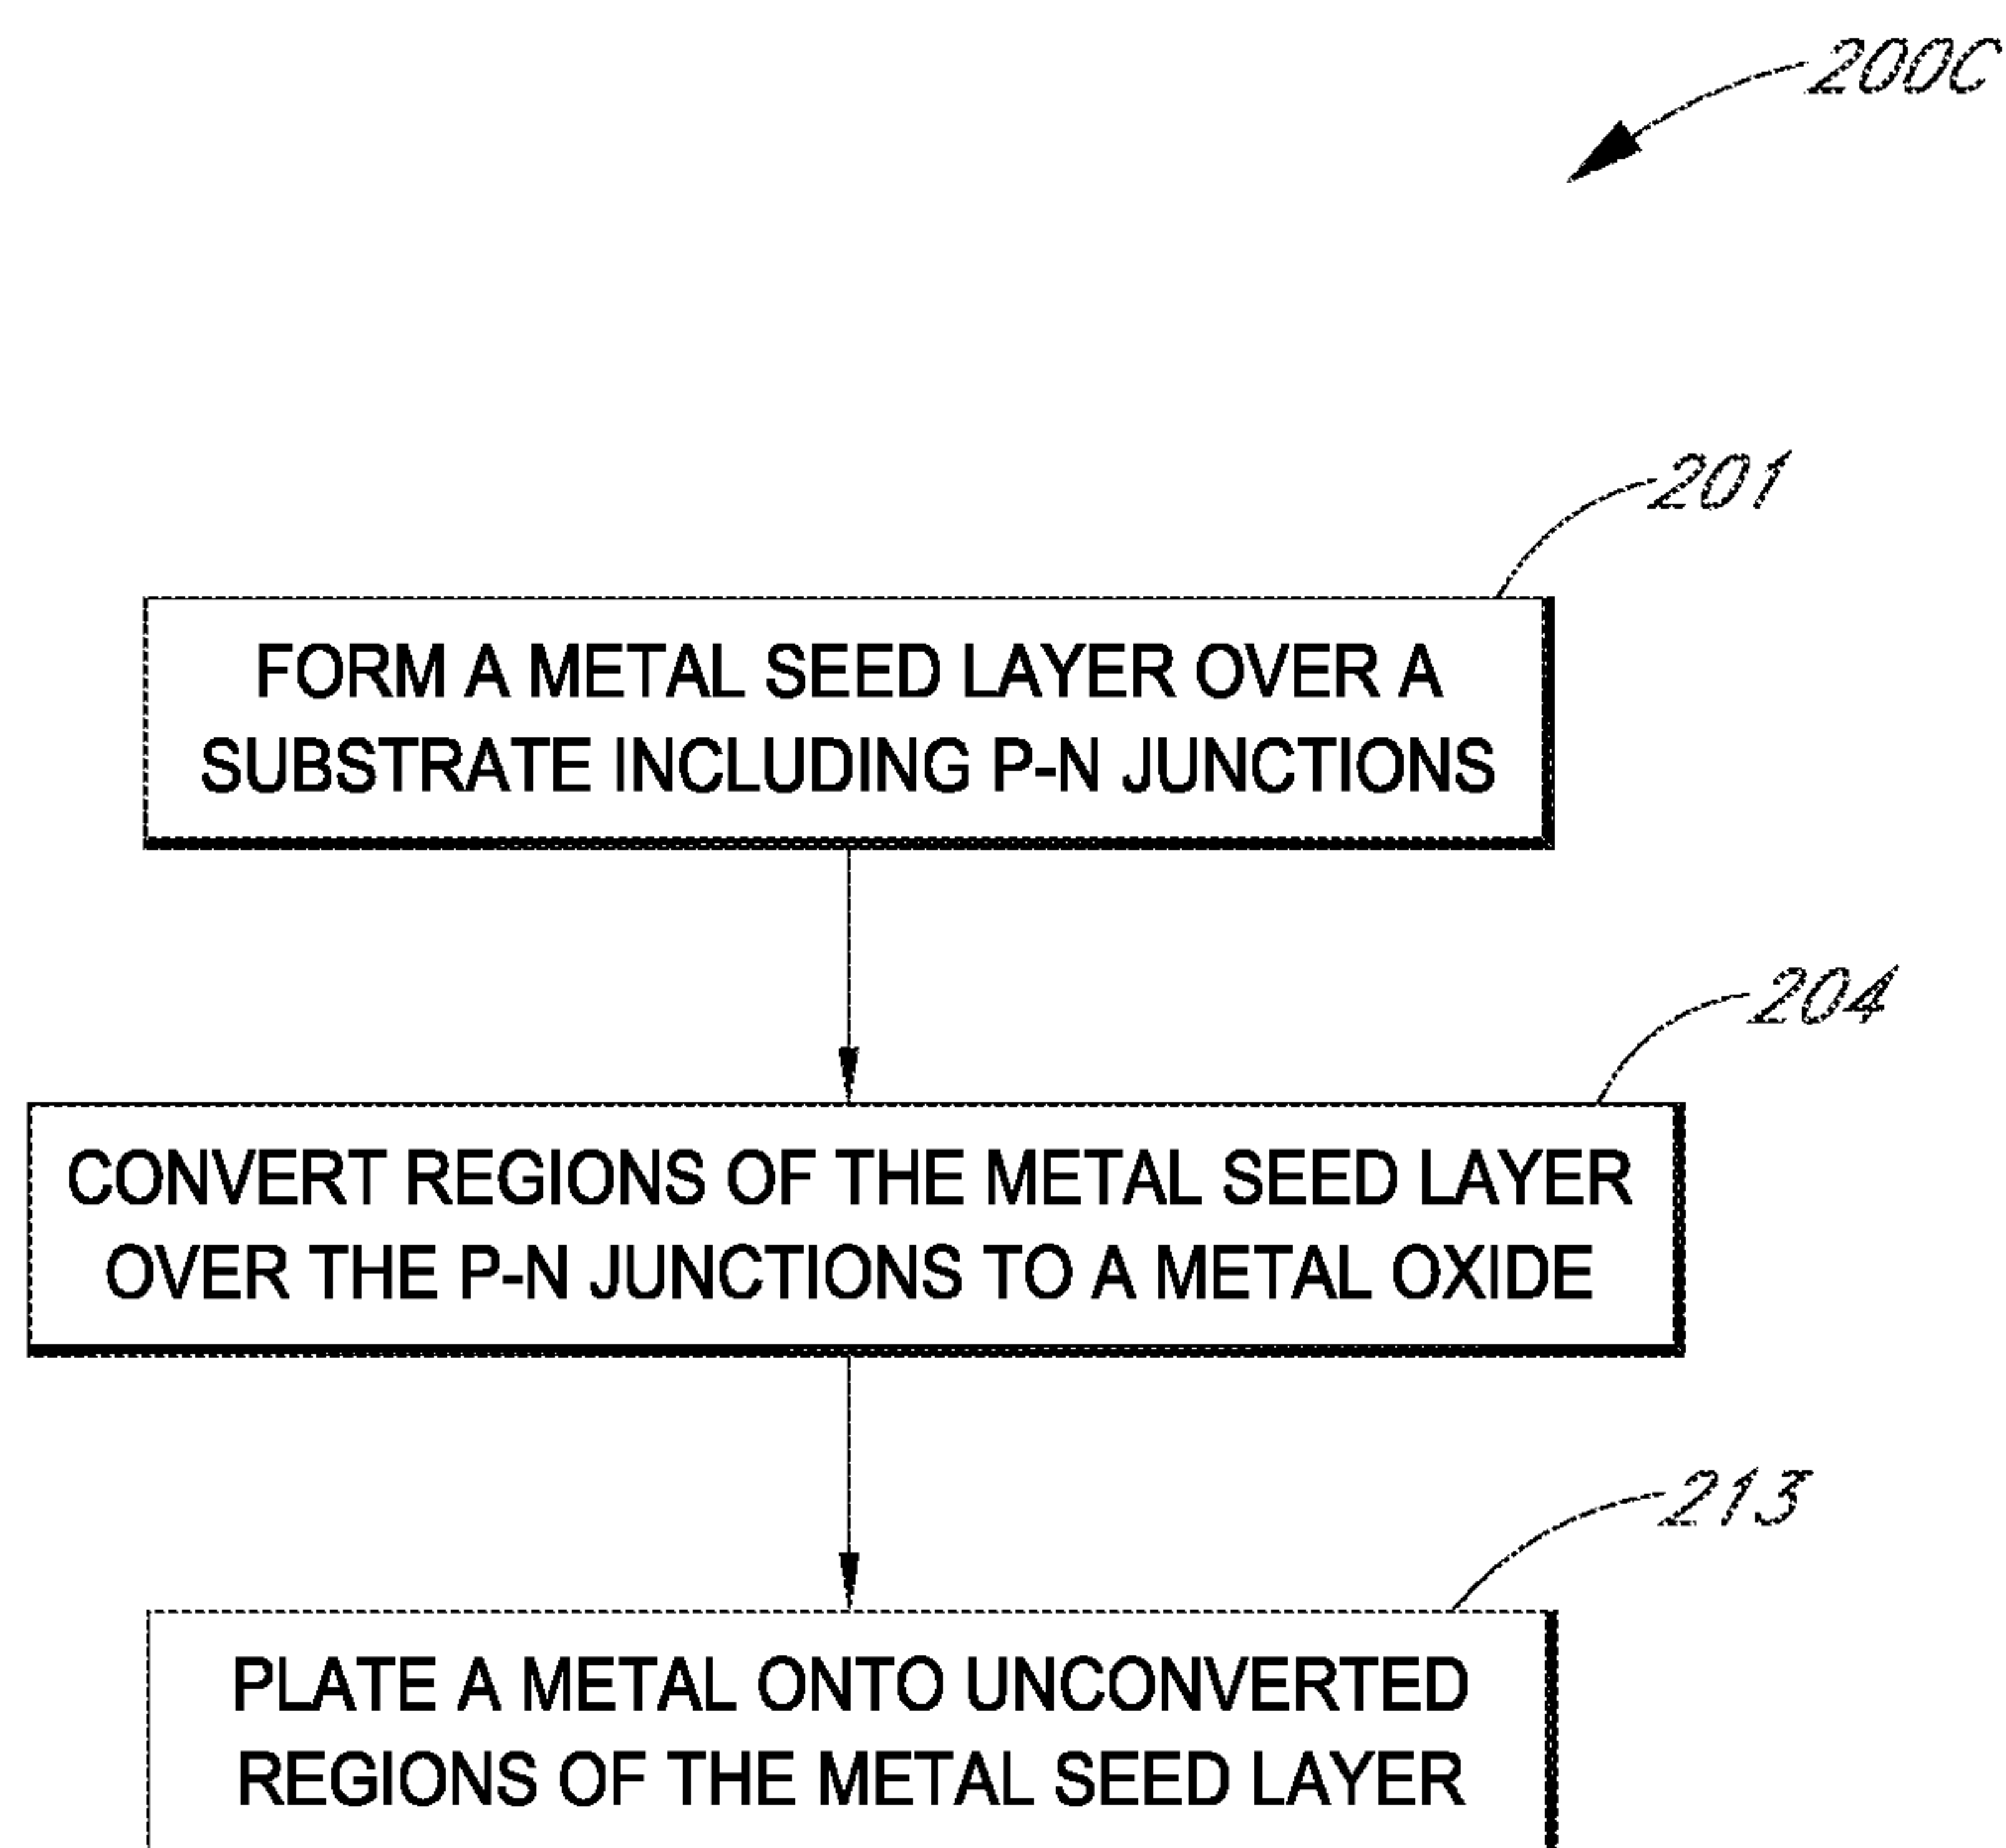 200C
201
FORM A METAL SEED LAYER OVER A
SUBSTRATE INCLUDING P-N JUNCTIONS
204
CONVERT REGIONS OF THE METAL SEED LAYER
OVER THE P-N JUNCTIONS TO A METAL OXIDE
213
PLATE A METAL ONTO UNCONVERTED
REGIONS OF THE METAL SEED LAYER